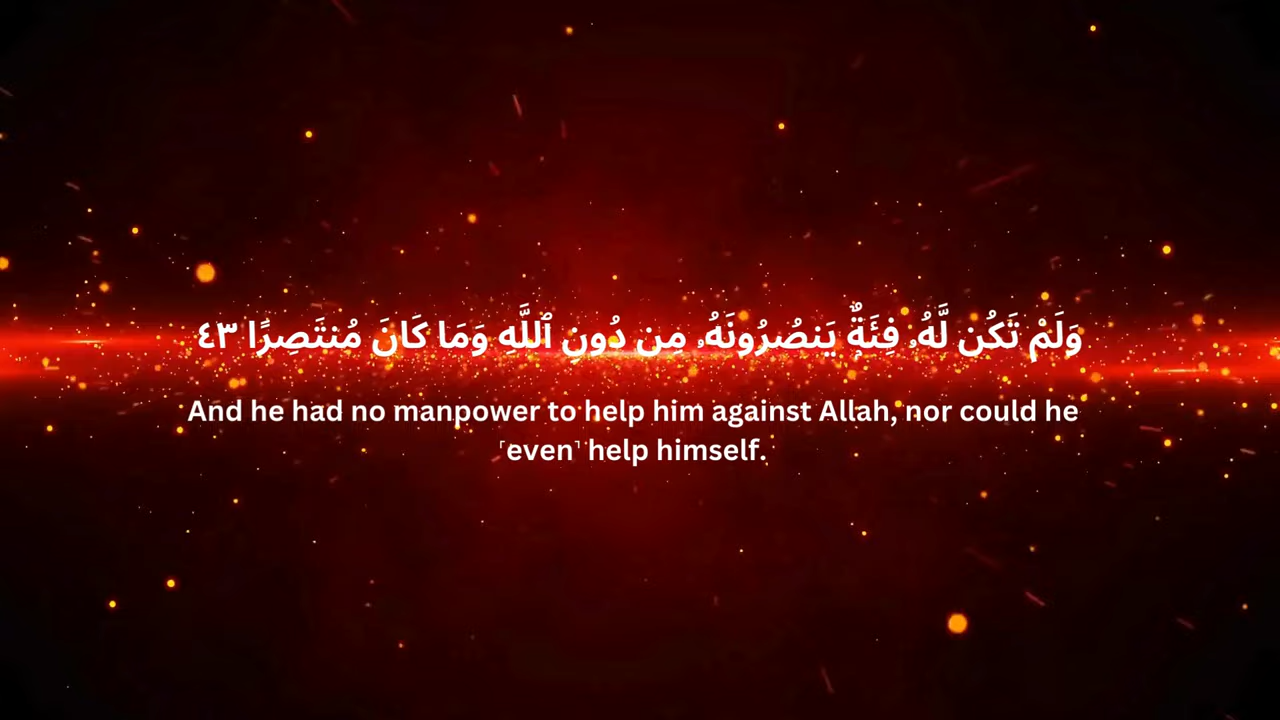 وَلَمْ تَكُن لَّهُۥ فِئَةٌۭ يَنصُرُونَهُۥ مِن دُونِ ٱللَّهِ وَمَا كَانَ مُنتَصِرًا ٤٣
And he had no manpower to help him against Allah, nor could he
˹even˺ help himself.